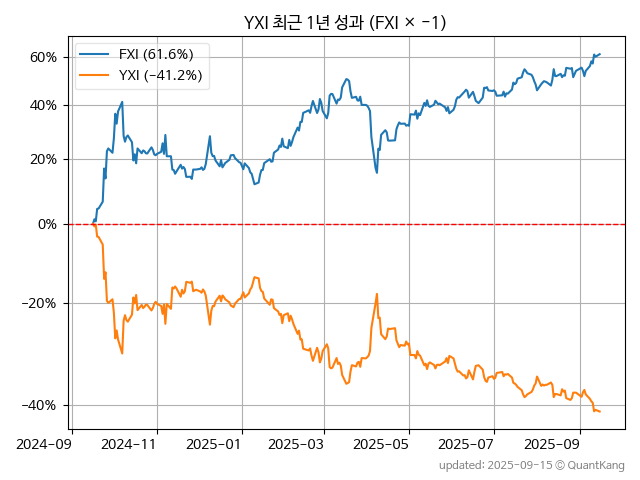 YXI 최근 1년 성과 (FXI × −1)
FXI (61.6%)
YXI (−41.2%)
60%
40%
20%
0%
−20%
−40%
2024-09 2024-11 2025-01 2025-03 2025-05 2025-07 2025-09
updated: 2025-09-15 © QuantKang